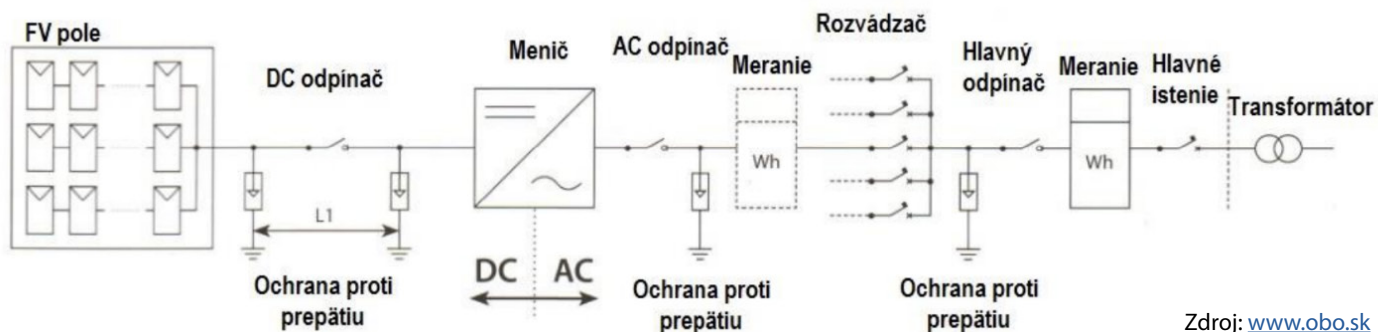 FV pole
DC odpínač
Menič
AC odpínač
Meranie
Rozvádzač
Hlavný
odpínač
Meranie
Hlavné
istenie
Transformátor
Wh
Wh
L1
DC AC
Ochrana proti
prepätiu
Ochrana proti
prepätiu
Ochrana proti
prepätiu
Zdroj: www.obo.sk